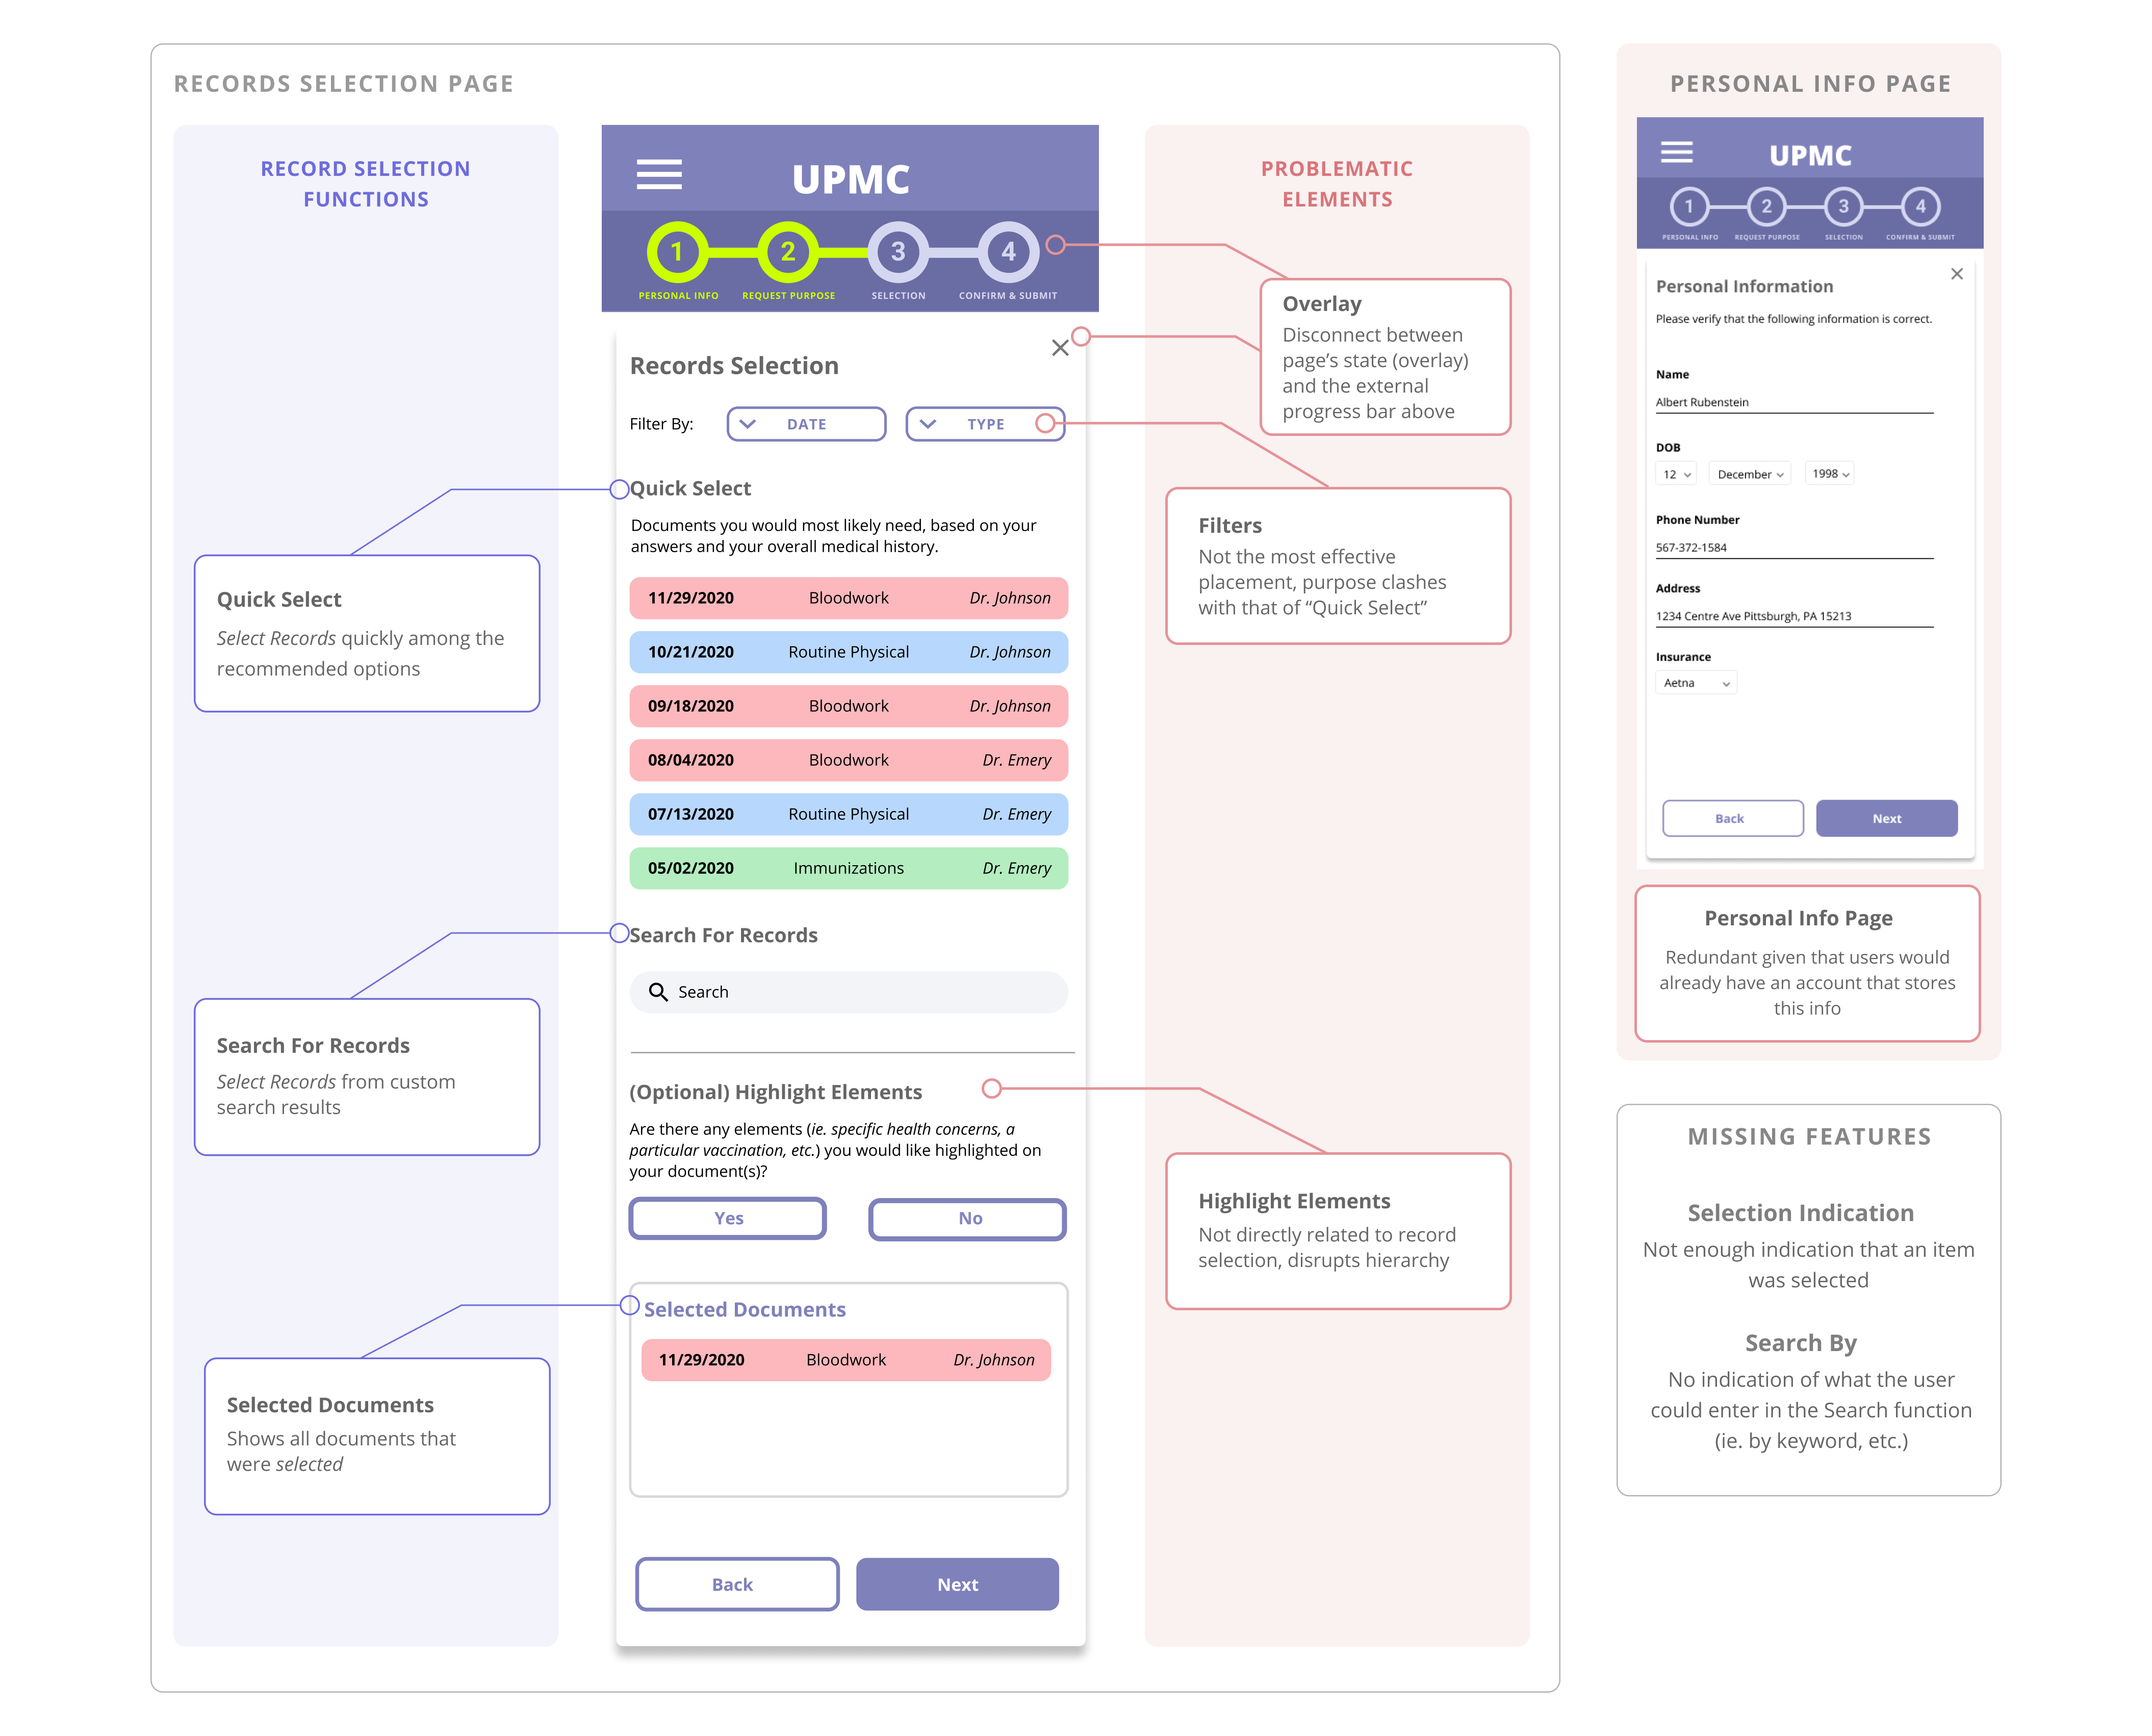 RECORDS SELECTION PAGE
RECORD SELECTION
FUNCTIONS
Quick Select
Select Records quickly among the
recommended options
Search For Records
Select Records from custom
search results
Selected Documents
Shows all documents that
were selected
UPMC
1 2 3 4
PERSONAL INFO REQUEST PURPOSE SELECTION CONFIRM & SUBMIT
Records Selection
Filter By: DATE TYPE
Quick Select
Documents you would most likely need, based on your
answers and your overall medical history.
11/29/2020 Bloodwork Dr. Johnson
10/21/2020 Routine Physical Dr. Johnson
09/18/2020 Bloodwork Dr. Johnson
08/04/2020 Bloodwork Dr. Emery
07/13/2020 Routine Physical Dr. Emery
05/02/2020 Immunizations Dr. Emery
Search For Records
Search
(Optional) Highlight Elements
Are there any elements (ie. specific health concerns, a
particular vaccination, etc.) you would like highlighted on
your document(s)?
Yes No
Selected Documents
11/29/2020 Bloodwork Dr. Johnson
Back Next
PROBLEMATIC
ELEMENTS
Overlay
Disconnect between
page's state (overlay)
and the external
progress bar above
Filters
Not the most effective
placement, purpose clashes
with that of “Quick Select”
Highlight Elements
Not directly related to record
selection, disrupts hierarchy
PERSONAL INFO PAGE
UPMC
1 2 3 4
PERSONAL INFO REQUEST PURPOSE SELECTION CONFIRM & SUBMIT
Personal Information
Please verify that the following information is correct.
Name
Albert Rubenstein
DOB
12 December 1998
Phone Number
567-372-1584
Address
1234 Centre Ave Pittsburgh, PA 15213
Insurance
Aetna
Back Next
Personal Info Page
Redundant given that users would
already have an account that stores
this info
MISSING FEATURES
Selection Indication
Not enough indication that an item
was selected
Search By
No indication of what the user
could enter in the Search function
(ie. by keyword, etc.)